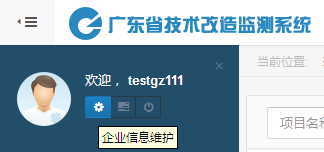 广东省技术改造监测系统
当前位置:
欢迎， testgz111
企业信息维护
项目名称